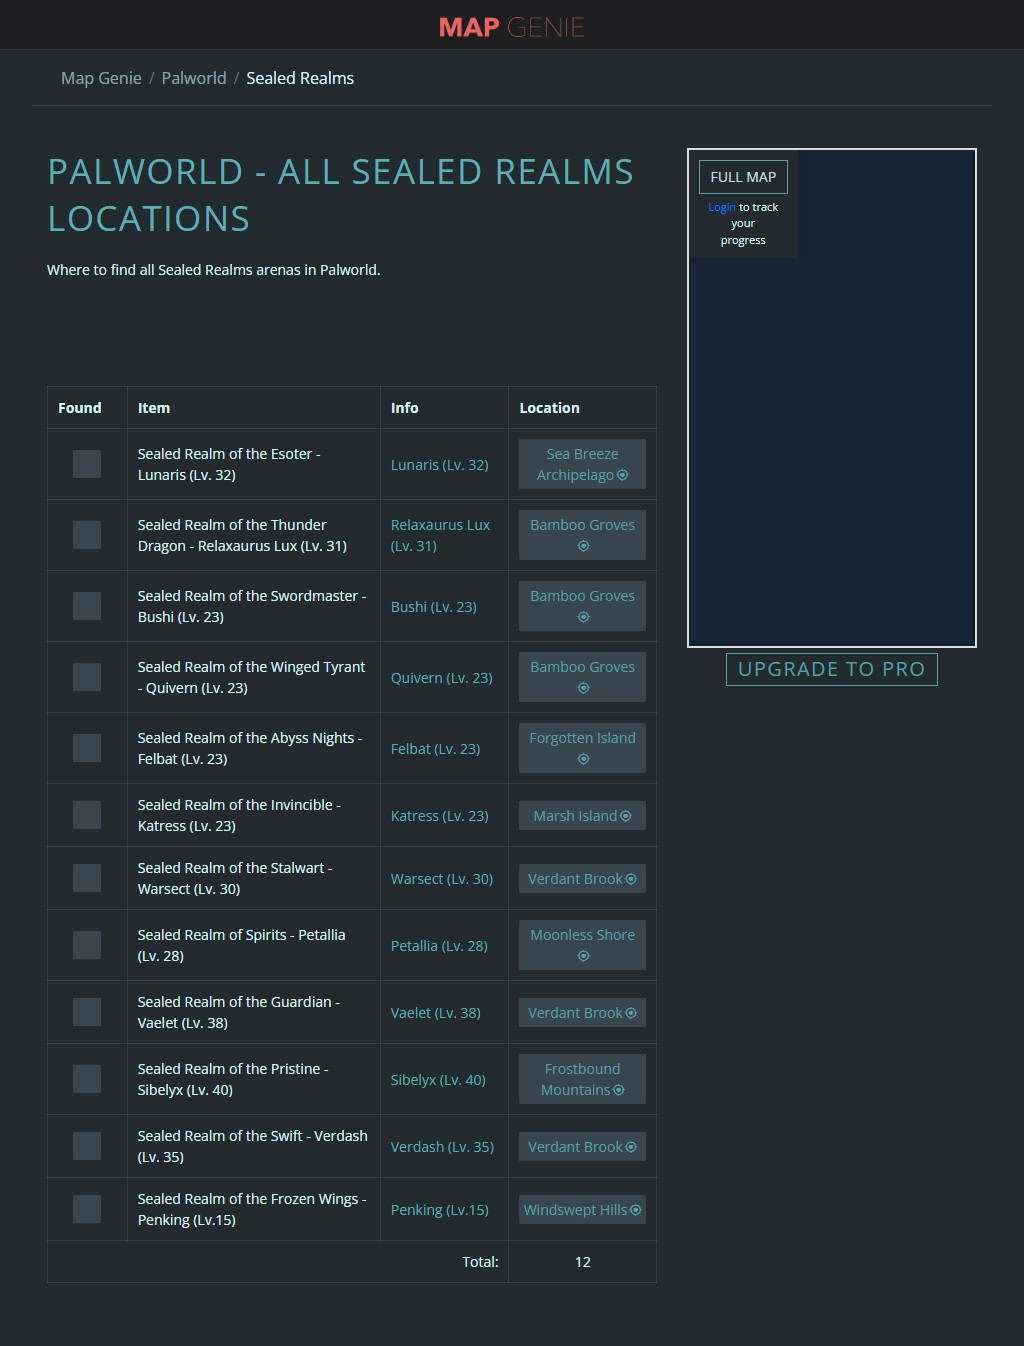 MAP GENIE
Map Genie / Palworld / Sealed Realms
PALWORLD - ALL SEALED REALMS
LOCATIONS
Where to find all Sealed Realms arenas in Palworld.
FULL MAP
Login to track
your
progress
UPGRADE TO PRO
Found Item Info Location
Sealed Realm of the Esoter -
Lunaris (Lv. 32)
Lunaris (Lv. 32)
Sea Breeze
Archipelago
Sealed Realm of the Thunder
Dragon - Relaxaurus Lux (Lv. 31)
Relaxaurus Lux
(Lv. 31)
Bamboo Groves
Sealed Realm of the Swordmaster -
Bushi (Lv. 23)
Bushi (Lv. 23)
Bamboo Groves
Sealed Realm of the Winged Tyrant
- Quivern (Lv. 23)
Quivern (Lv. 23)
Bamboo Groves
Sealed Realm of the Abyss Nights -
Felbat (Lv. 23)
Felbat (Lv. 23)
Forgotten Island
Sealed Realm of the Invincible -
Katress (Lv. 23)
Katress (Lv. 23)
Marsh Island
Sealed Realm of the Stalwart -
Warsect (Lv. 30)
Warsect (Lv. 30)
Verdant Brook
Sealed Realm of Spirits - Petallia
(Lv. 28)
Petallia (Lv. 28)
Moonless Shore
Sealed Realm of the Guardian -
Vaelet (Lv. 38)
Vaelet (Lv. 38)
Verdant Brook
Sealed Realm of the Pristine -
Sibelyx (Lv. 40)
Sibelyx (Lv. 40)
Frostbound
Mountains
Sealed Realm of the Swift - Verdash
(Lv. 35)
Verdash (Lv. 35)
Verdant Brook
Sealed Realm of the Frozen Wings -
Penking (Lv.15)
Penking (Lv.15)
Windswept Hills
Total: 12